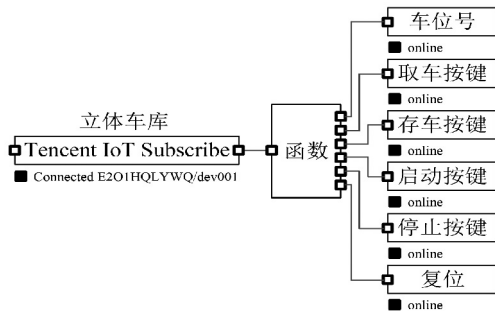 立体车库
Tencent IoT Subscribe
Connected E2O1HQLYWQ/dev001
函数
车位号
online
取车按键
online
存车按键
online
启动按键
online
停止按键
online
复位
online